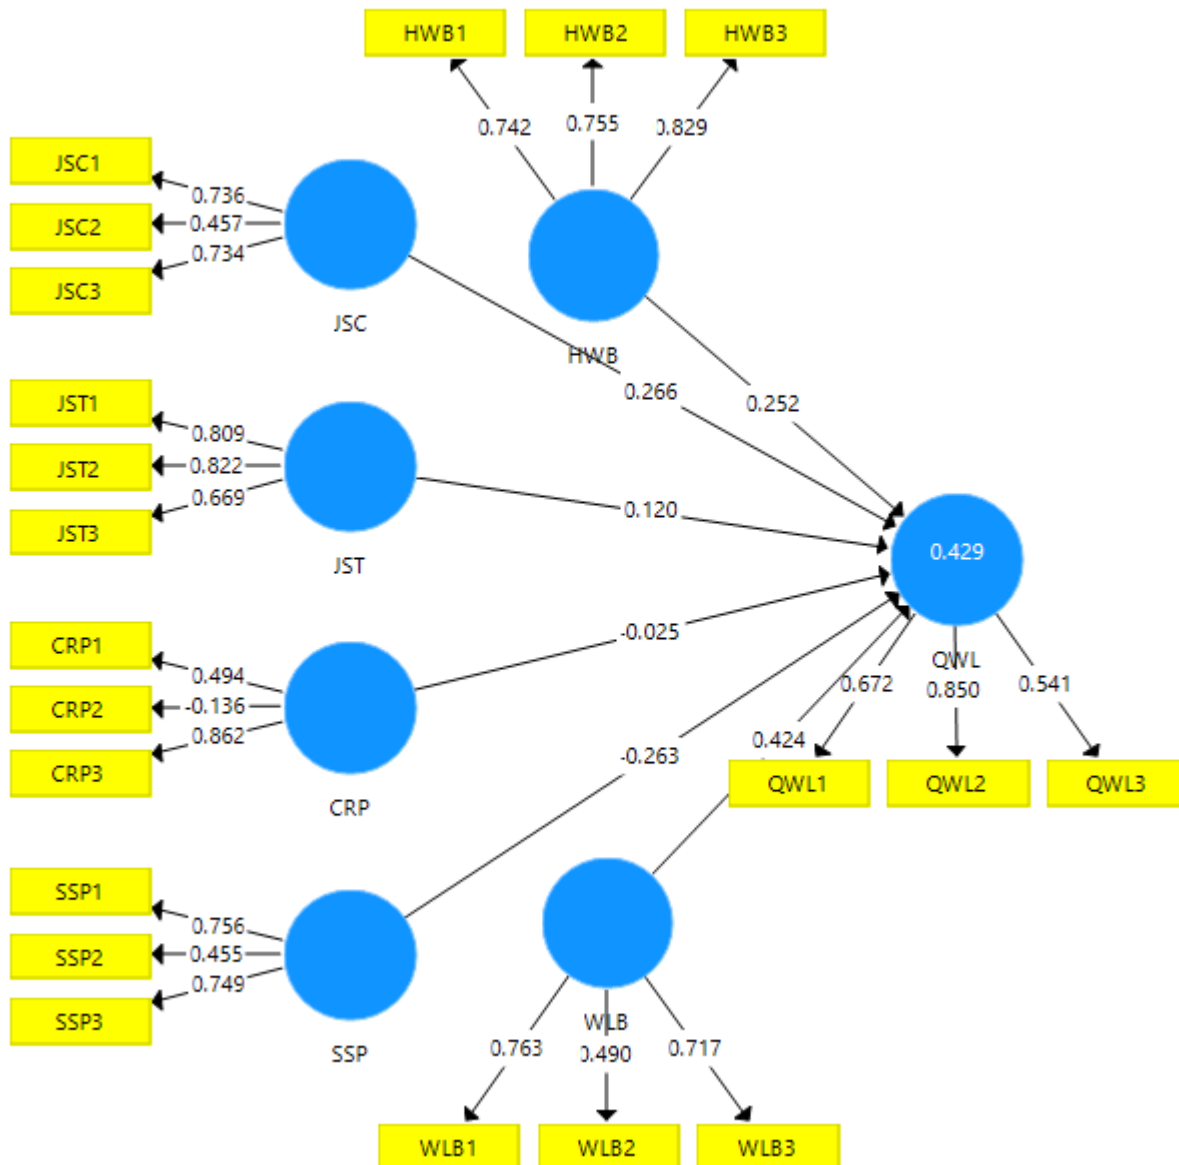 HWB1 HWB2 HWB3
0.742 0.755 0.829
JSC1
0.736
JSC2
0.457
JSC3
0.734
JSC
HWB
0.266
0.252
JST1
0.809
JST2
0.822
JST3
0.669
JST
0.120
0.429
QWL
CRP1
0.494
CRP2
-0.136
CRP3
0.862
CRP
-0.025
0.672 0.850 0.541
QWL1 QWL2 QWL3
-0.263
0.424
SSP1
0.756
SSP2
0.455
SSP3
0.749
SSP
WLB
0.763 0.490 0.717
WLB1 WLB2 WLB3